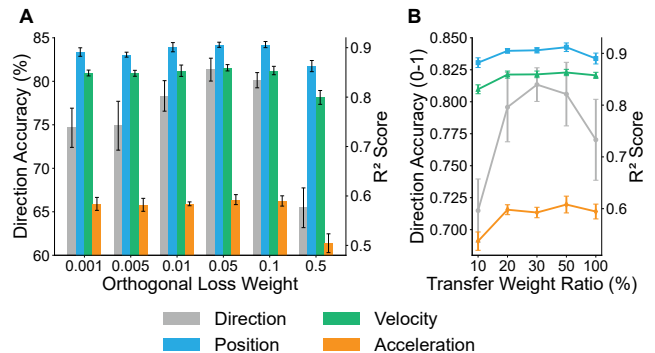 A
85
80
75
70
65
60
Direction Accuracy (%)
0.9
0.8
0.7
0.6
0.5
R² Score
0.001 0.005 0.01 0.05 0.1 0.5
Orthogonal Loss Weight
B
0.850
0.825
0.800
0.775
0.750
0.725
0.700
Direction Accuracy (0-1)
0.9
0.8
0.7
0.6
R² Score
10 20 30 50 100
Transfer Weight Ratio (%)
Direction Velocity
Position Acceleration